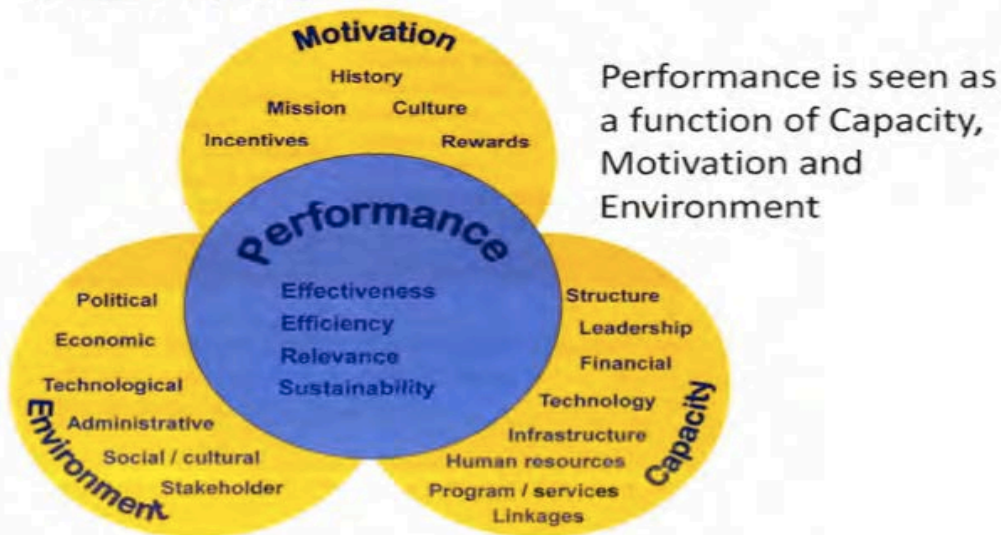 Motivation
History
Mission Culture
Incentives Rewards
Performance is seen as
a function of Capacity,
Motivation and
Environment
Performance
Effectiveness
Efficiency
Relevance
Sustainability
Political
Economic
Technological
Administrative
Social / cultural
Stakeholder
Environment
Structure
Leadership
Financial
Technology
Infrastructure
Human resources
Program / services
Linkages
Capacity